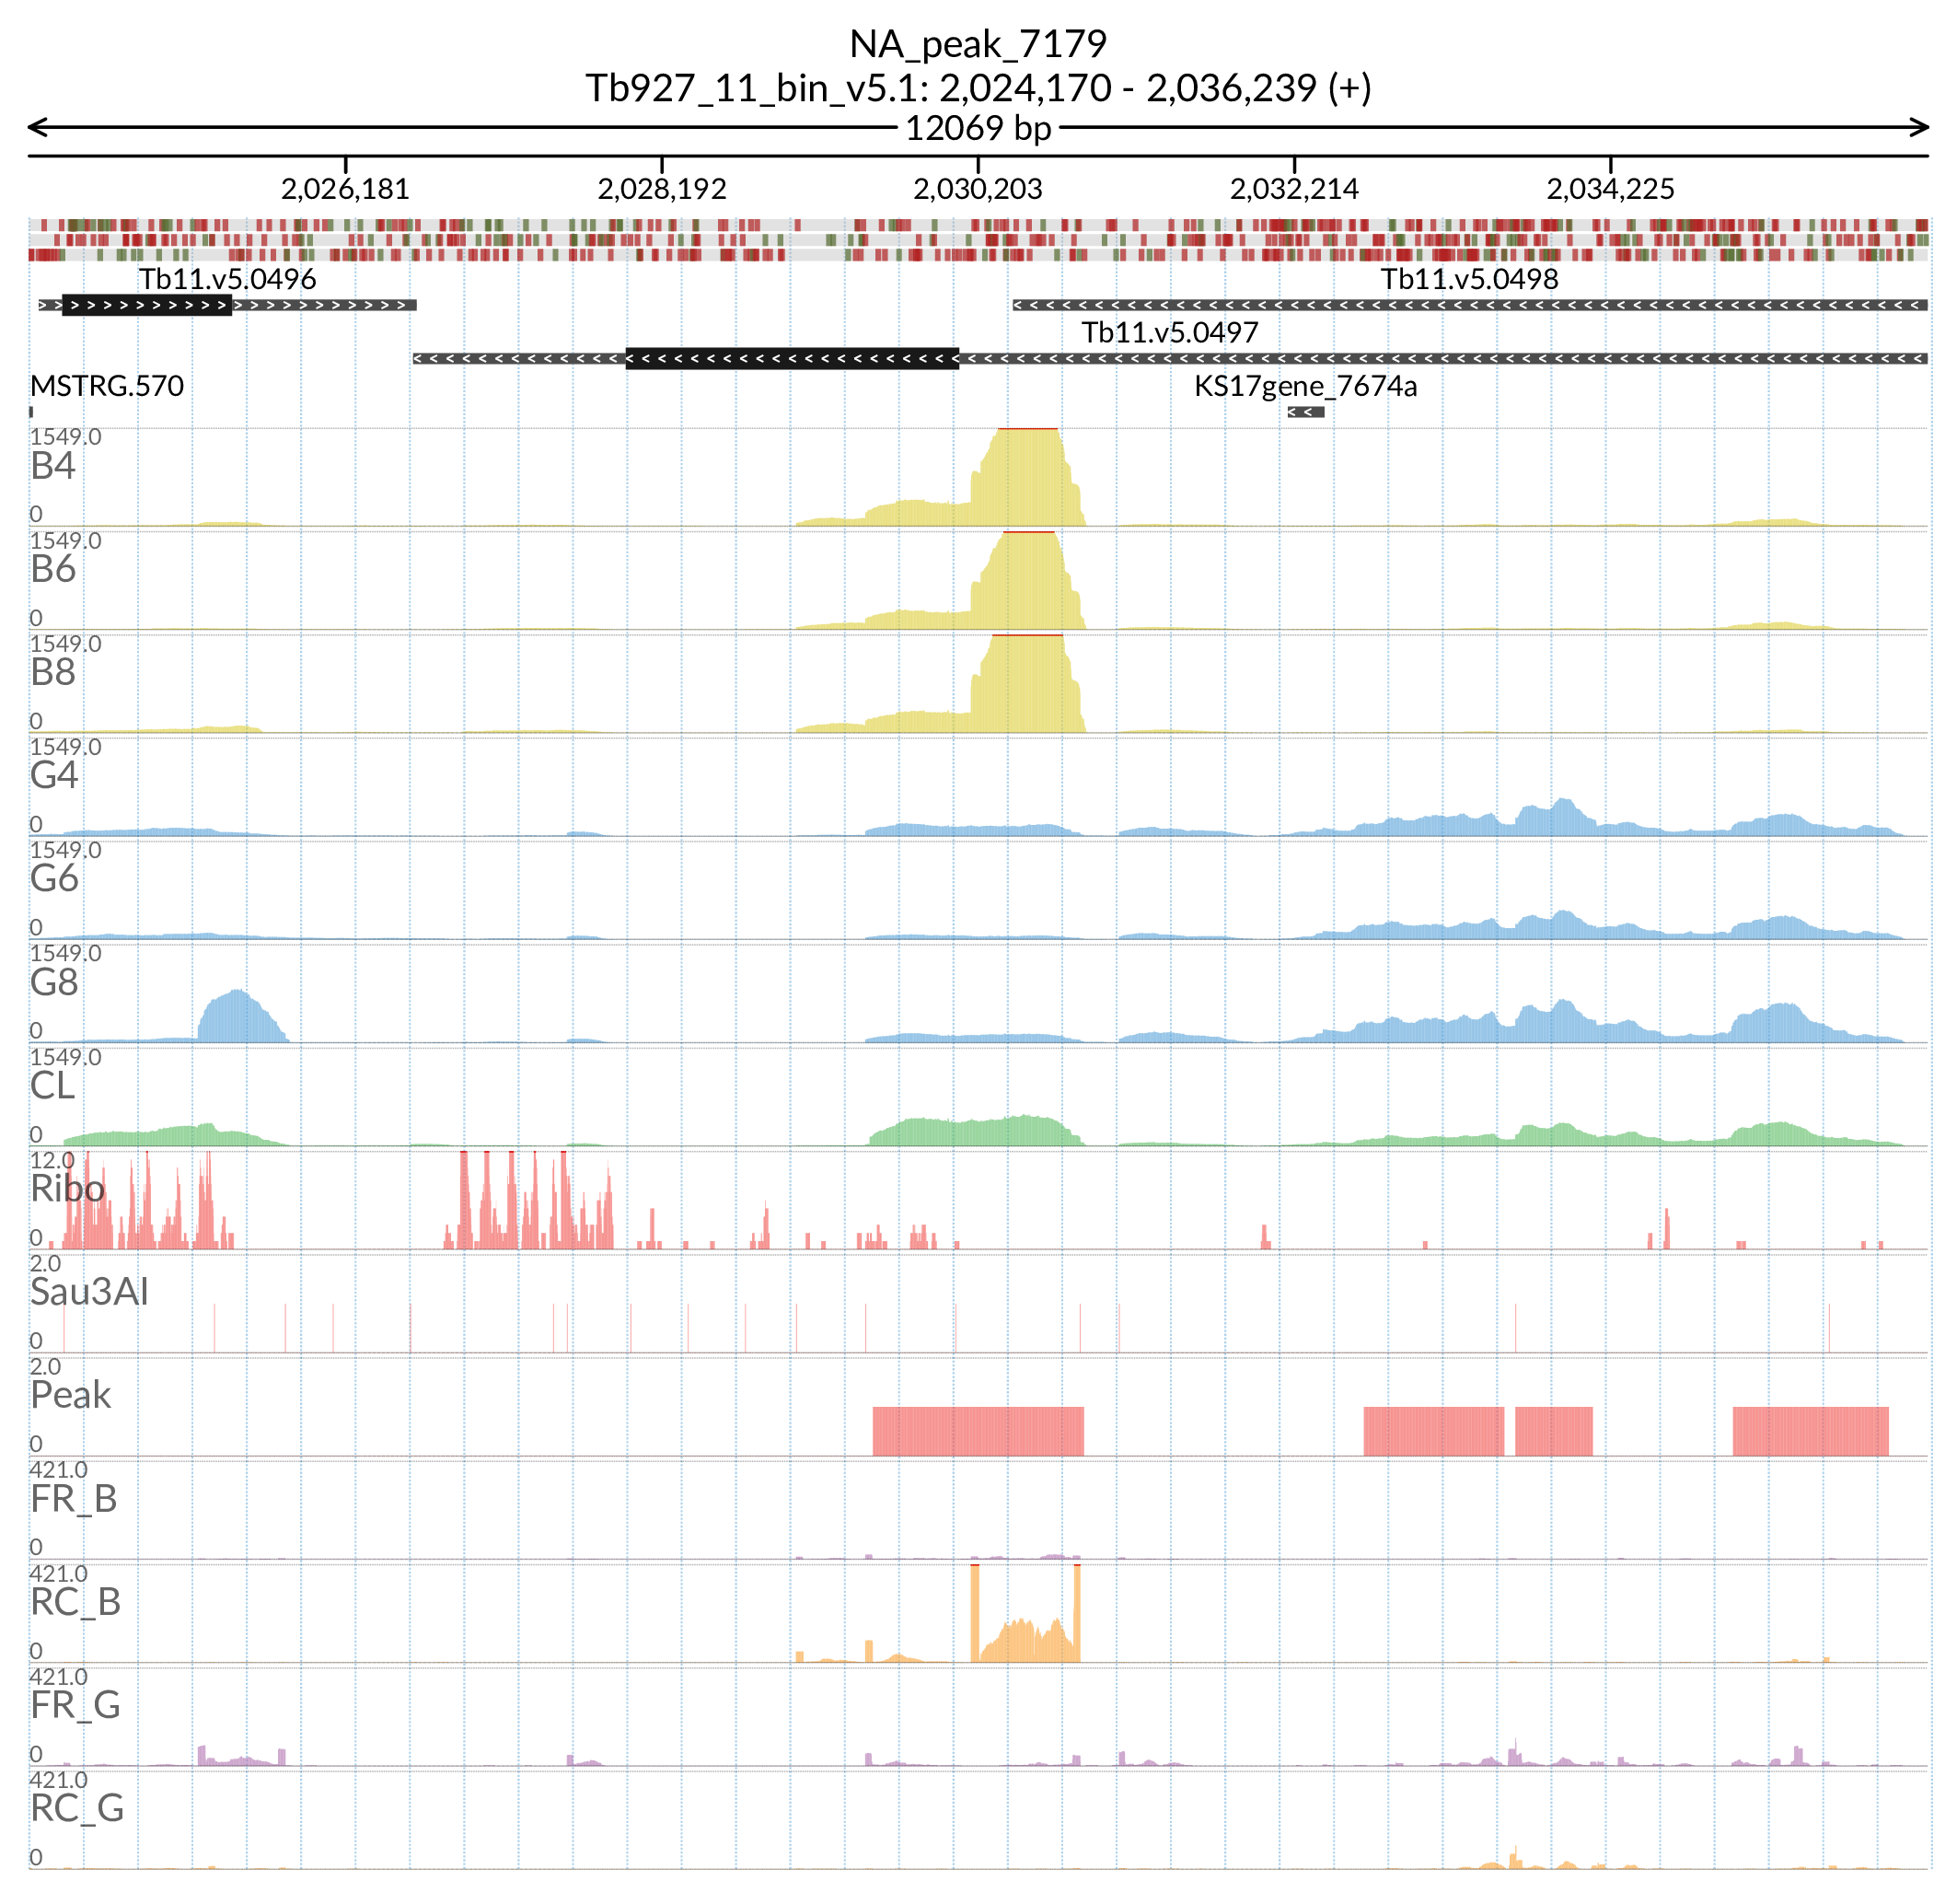 NA_peak_7179
Tb927_11_bin_v5.1: 2,024,170 - 2,036,239 (+)
12069 bp
2,026,181 2,028,192 2,030,203 2,032,214 2,034,225
Tb11.v5.0496 Tb11.v5.0498
Tb11.v5.0497
MSTRG.570 KS17gene_7674a
1549.0
B4
0
1549.0
B6
0
1549.0
B8
0
1549.0
G4
0
1549.0
G6
0
1549.0
G8
0
1549.0
CL
0
12.0
Ribo
0
2.0
Sau3AI
0
2.0
Peak
0
421.0
FR_B
0
421.0
RC_B
0
421.0
FR_G
0
421.0
RC_G
0